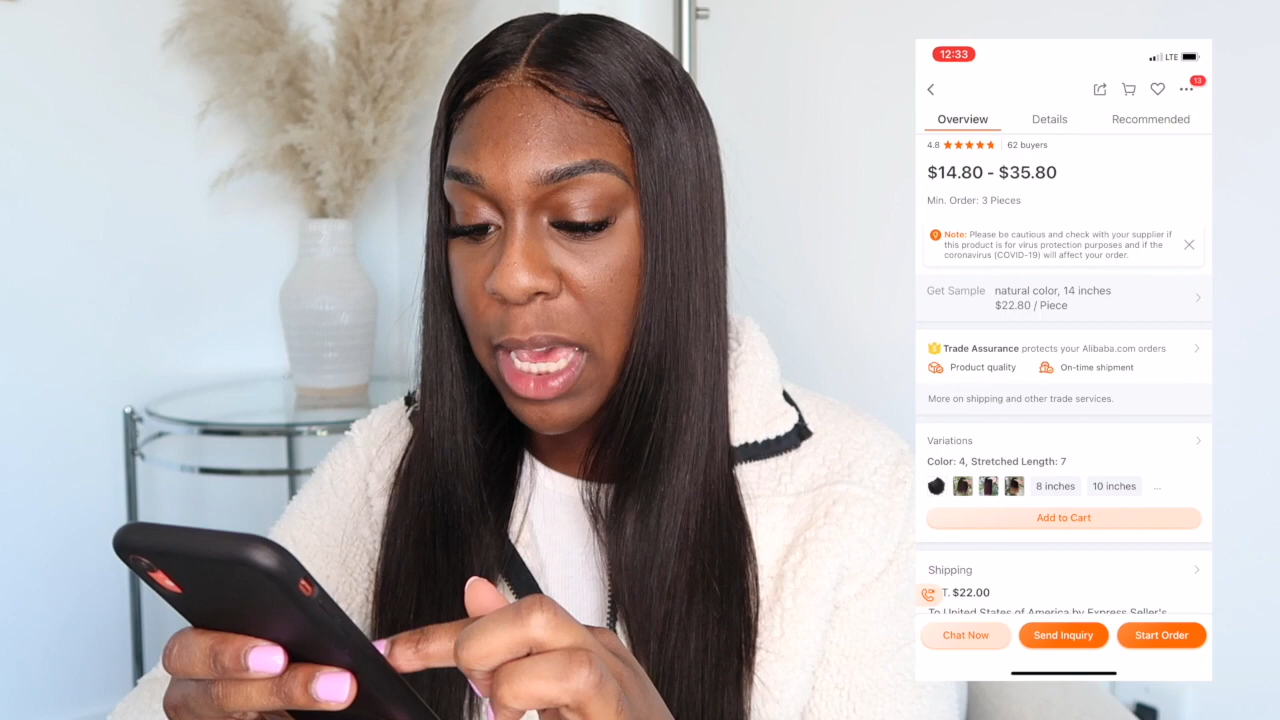 12:33
LTE
13
Overview Details Recommended
4.8 62 buyers
$14.80 - $35.80
Min. Order: 3 Pieces
Note: Please be cautious and check with your supplier if
this product is for virus protection purposes and if the
coronavirus (COVID-19) will affect your order.
Get Sample natural color, 14 inches
$22.80 / Piece
Trade Assurance protects your Alibaba.com orders
Product quality On-time shipment
More on shipping and other trade services.
Variations
Color: 4, Stretched Length: 7
8 inches 10 inches ...
Add to Cart
Shipping
T. $22.00
To United States of America by Express Seller's
Chat Now Send Inquiry Start Order